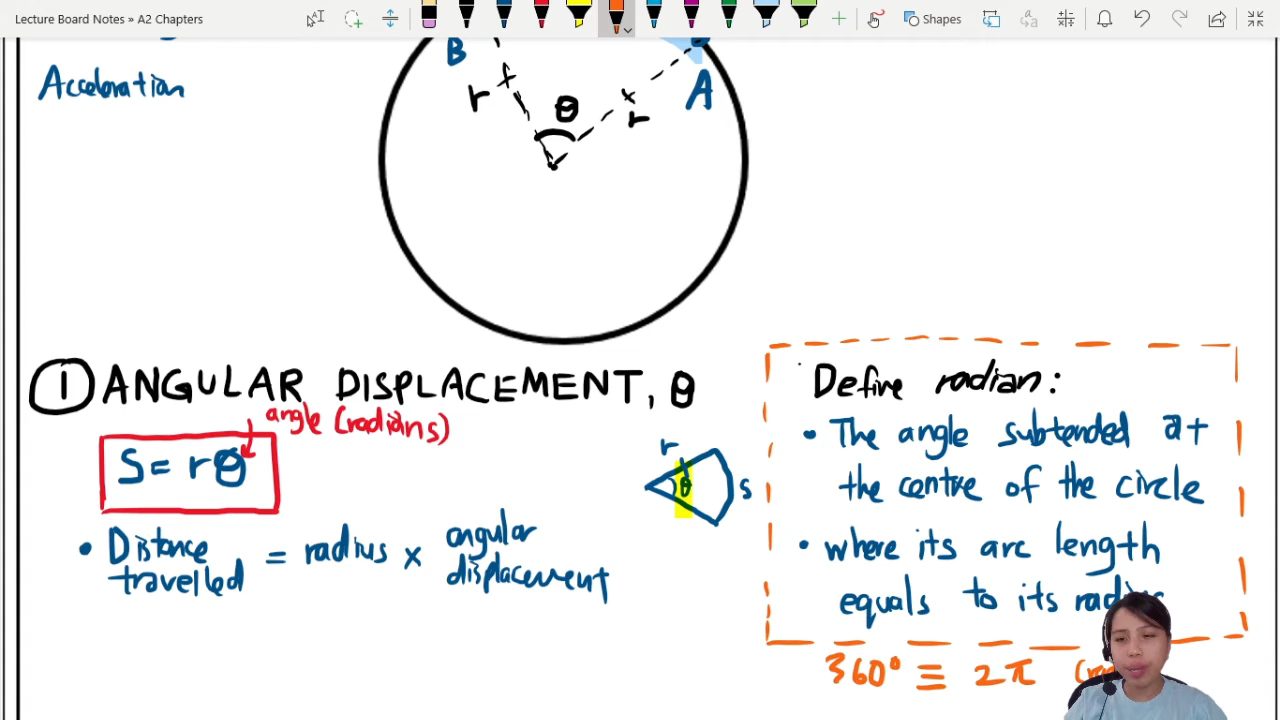 Lecture Board Notes » A2 Chapters
Shapes
Acceleration
B
A
r
θ
r
① ANGULAR DISPLACEMENT, θ
angle (radians)
S = rθ
• Distance travelled = radius × angular displacement
r
θ
s
Define radian:
• The angle subtended at
the centre of the circle
• where its arc length
equals to its radius
360° ≡ 2π